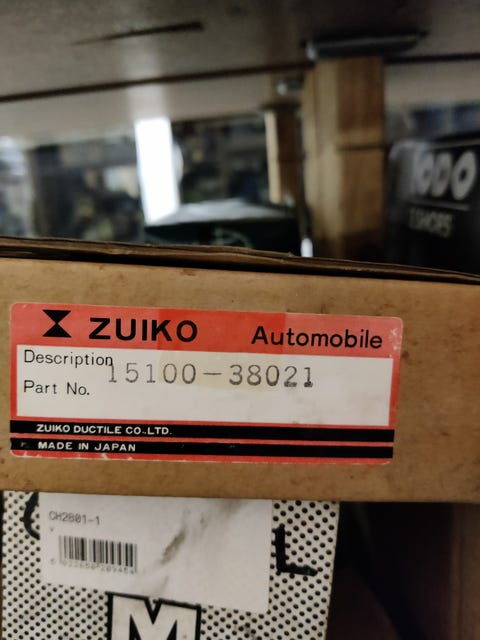 ZUIKO Automobile
Description 15100-38021
Part No.
ZUIKO DUCTILE CO.,LTD.
MADE IN JAPAN
CH2801-1
L
M